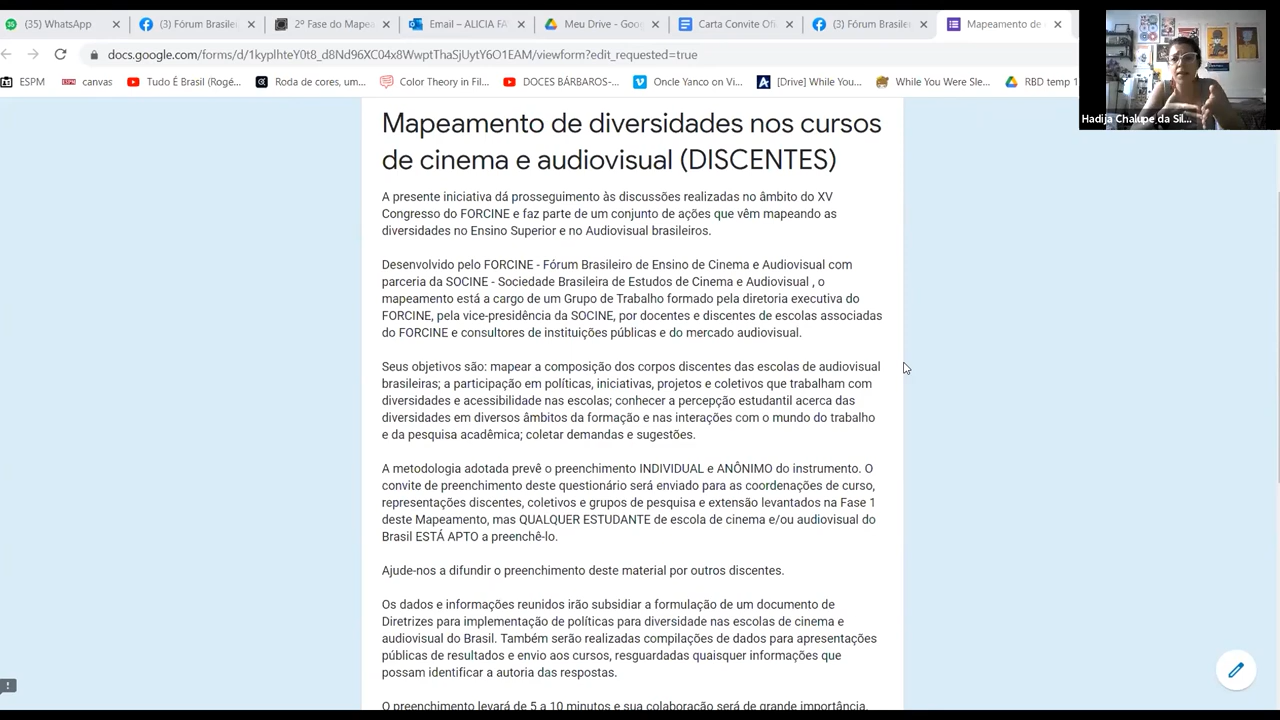 (35) WhatsApp
(3) Fórum Brasile
2ª Fase do Mapea
Email – ALICIA FA
Meu Drive - Goo
Carta Convite Ofi
(3) Fórum Brasile
Mapeamento de
docs.google.com/forms/d/
/viewform?edit_requested=true
ESPM
canvas
Tudo É Brasil (Rogé...
Roda de cores, um...
Color Theory in Fil...
DOCES BÁRBAROS-...
Oncle Yanco on Vi...
[Drive] While You...
While You Were Sle...
RBD temp 1
Hadija Chalupe da Sil...
Mapeamento de diversidades nos cursos
de cinema e audiovisual (DISCENTES)
A presente iniciativa dá prosseguimento às discussões realizadas no âmbito do XV
Congresso do FORCINE e faz parte de um conjunto de ações que vêm mapeando as
diversidades no Ensino Superior e no Audiovisual brasileiros.
Desenvolvido pelo FORCINE - Fórum Brasileiro de Ensino de Cinema e Audiovisual com
parceria da SOCINE - Sociedade Brasileira de Estudos de Cinema e Audiovisual , o
mapeamento está a cargo de um Grupo de Trabalho formado pela diretoria executiva do
FORCINE, pela vice-presidência da SOCINE, por docentes e discentes de escolas associadas
do FORCINE e consultores de instituições públicas e do mercado audiovisual.
Seus objetivos são: mapear a composição dos corpos discentes das escolas de audiovisual
brasileiras; a participação em políticas, iniciativas, projetos e coletivos que trabalham com
diversidades e acessibilidade nas escolas; conhecer a percepção estudantil acerca das
diversidades em diversos âmbitos da formação e nas interações com o mundo do trabalho
e da pesquisa acadêmica; coletar demandas e sugestões.
A metodologia adotada prevê o preenchimento INDIVIDUAL e ANÔNIMO do instrumento. O
convite de preenchimento deste questionário será enviado para as coordenações de curso,
representações discentes, coletivos e grupos de pesquisa e extensão levantados na Fase 1
deste Mapeamento, mas QUALQUER ESTUDANTE de escola de cinema e/ou audiovisual do
Brasil ESTÁ APTO a preenchê-lo.
Ajude-nos a difundir o preenchimento deste material por outros discentes.
Os dados e informações reunidos irão subsidiar a formulação de um documento de
Diretrizes para implementação de políticas para diversidade nas escolas de cinema e
audiovisual do Brasil. Também serão realizadas compilações de dados para apresentações
públicas de resultados e envio aos cursos, resguardadas quaisquer informações que
possam identificar a autoria das respostas.
O preenchimento levará de 5 a 10 minutos e sua colaboração será de grande importância.